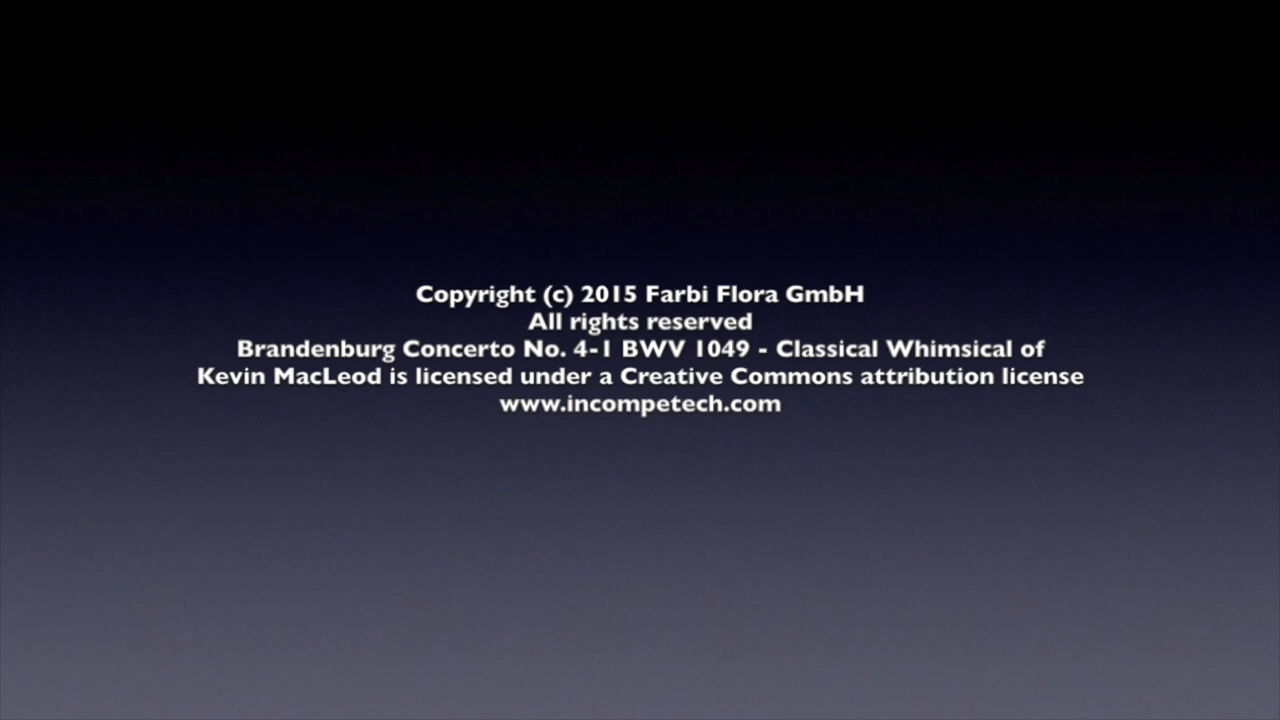 Copyright (c) 2015 Farbi Flora GmbH
All rights reserved
Brandenburg Concerto No. 4-1 BWV 1049 - Classical Whimsical of
Kevin MacLeod is licensed under a Creative Commons attribution license
www.incompetech.com